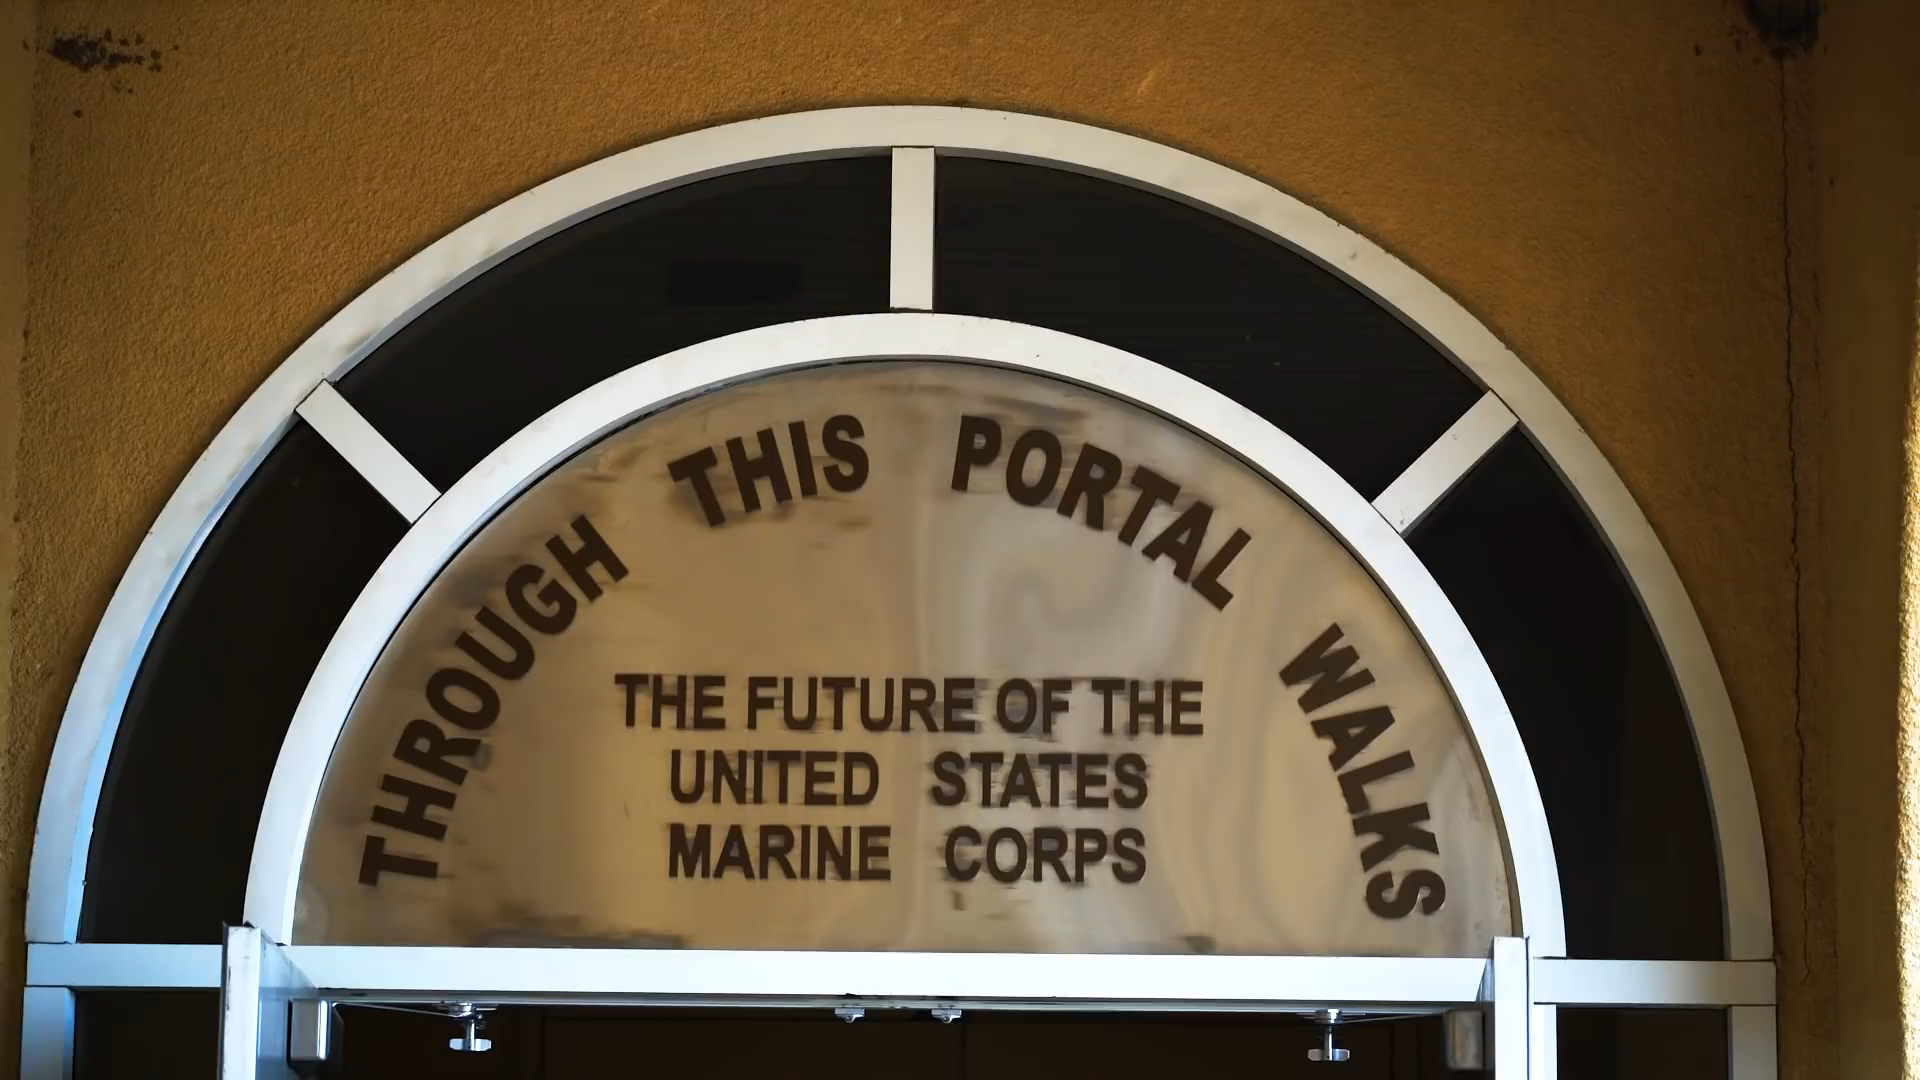 THROUGH THIS PORTAL WALKS
THE FUTURE OF THE
UNITED STATES
MARINE CORPS